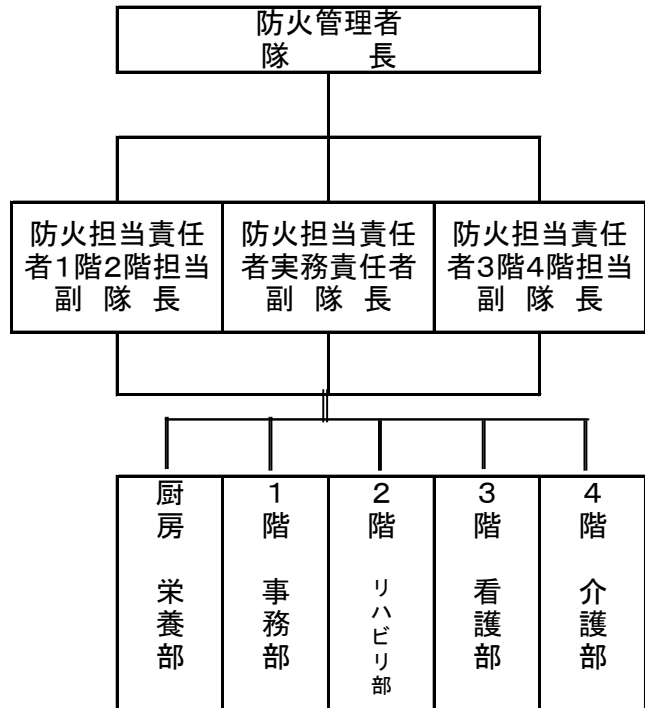 防火管理者
隊　　長
防火担当責任
者1階2階担当
副　隊　長
防火担当責任
者実務責任者
副　隊　長
防火担当責任
者3階4階担当
副　隊　長
厨房　栄養部
1階　事務部
2階　リハビリ部
3階　看護部
4階　介護部